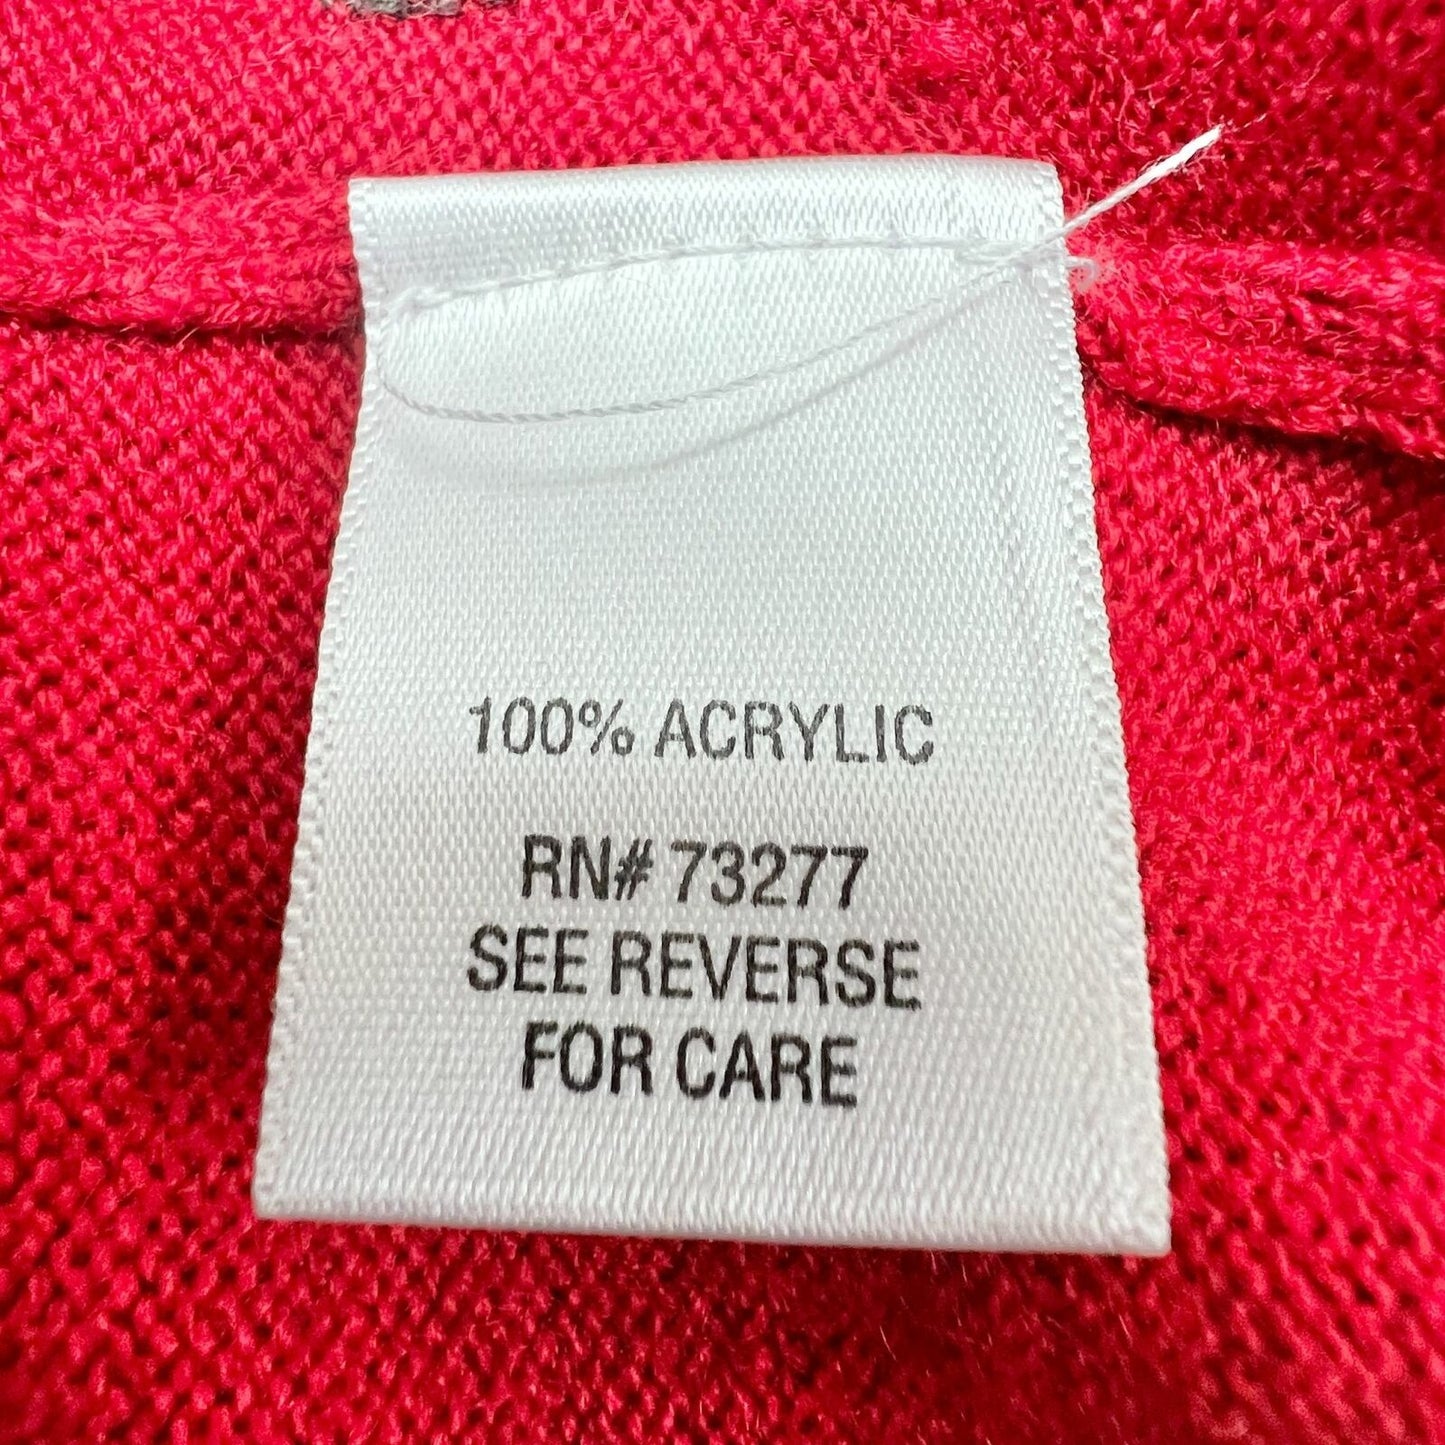 100% ACRYLIC
RN# 73277
SEE REVERSE
FOR CARE